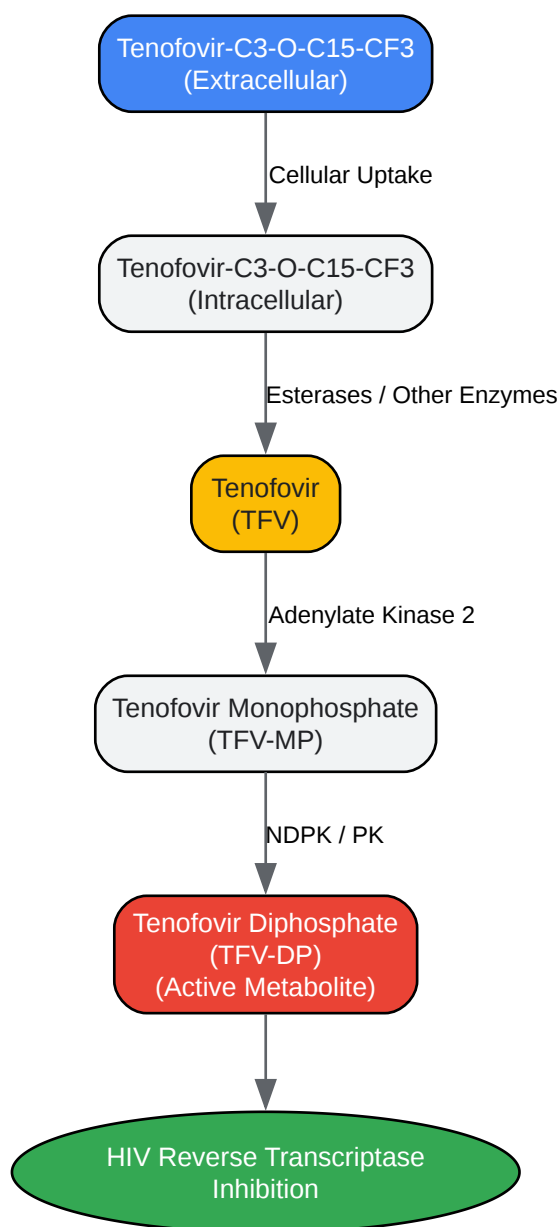 Tenofovir-C3-O-C15-CF3
(Extracellular)
Cellular Uptake
Tenofovir-C3-O-C15-CF3
(Intracellular)
Esterases / Other Enzymes
Tenofovir
(TFV)
Adenylate Kinase 2
Tenofovir Monophosphate
(TFV-MP)
NDPK / PK
Tenofovir Diphosphate
(TFV-DP)
(Active Metabolite)
HIV Reverse Transcriptase
Inhibition